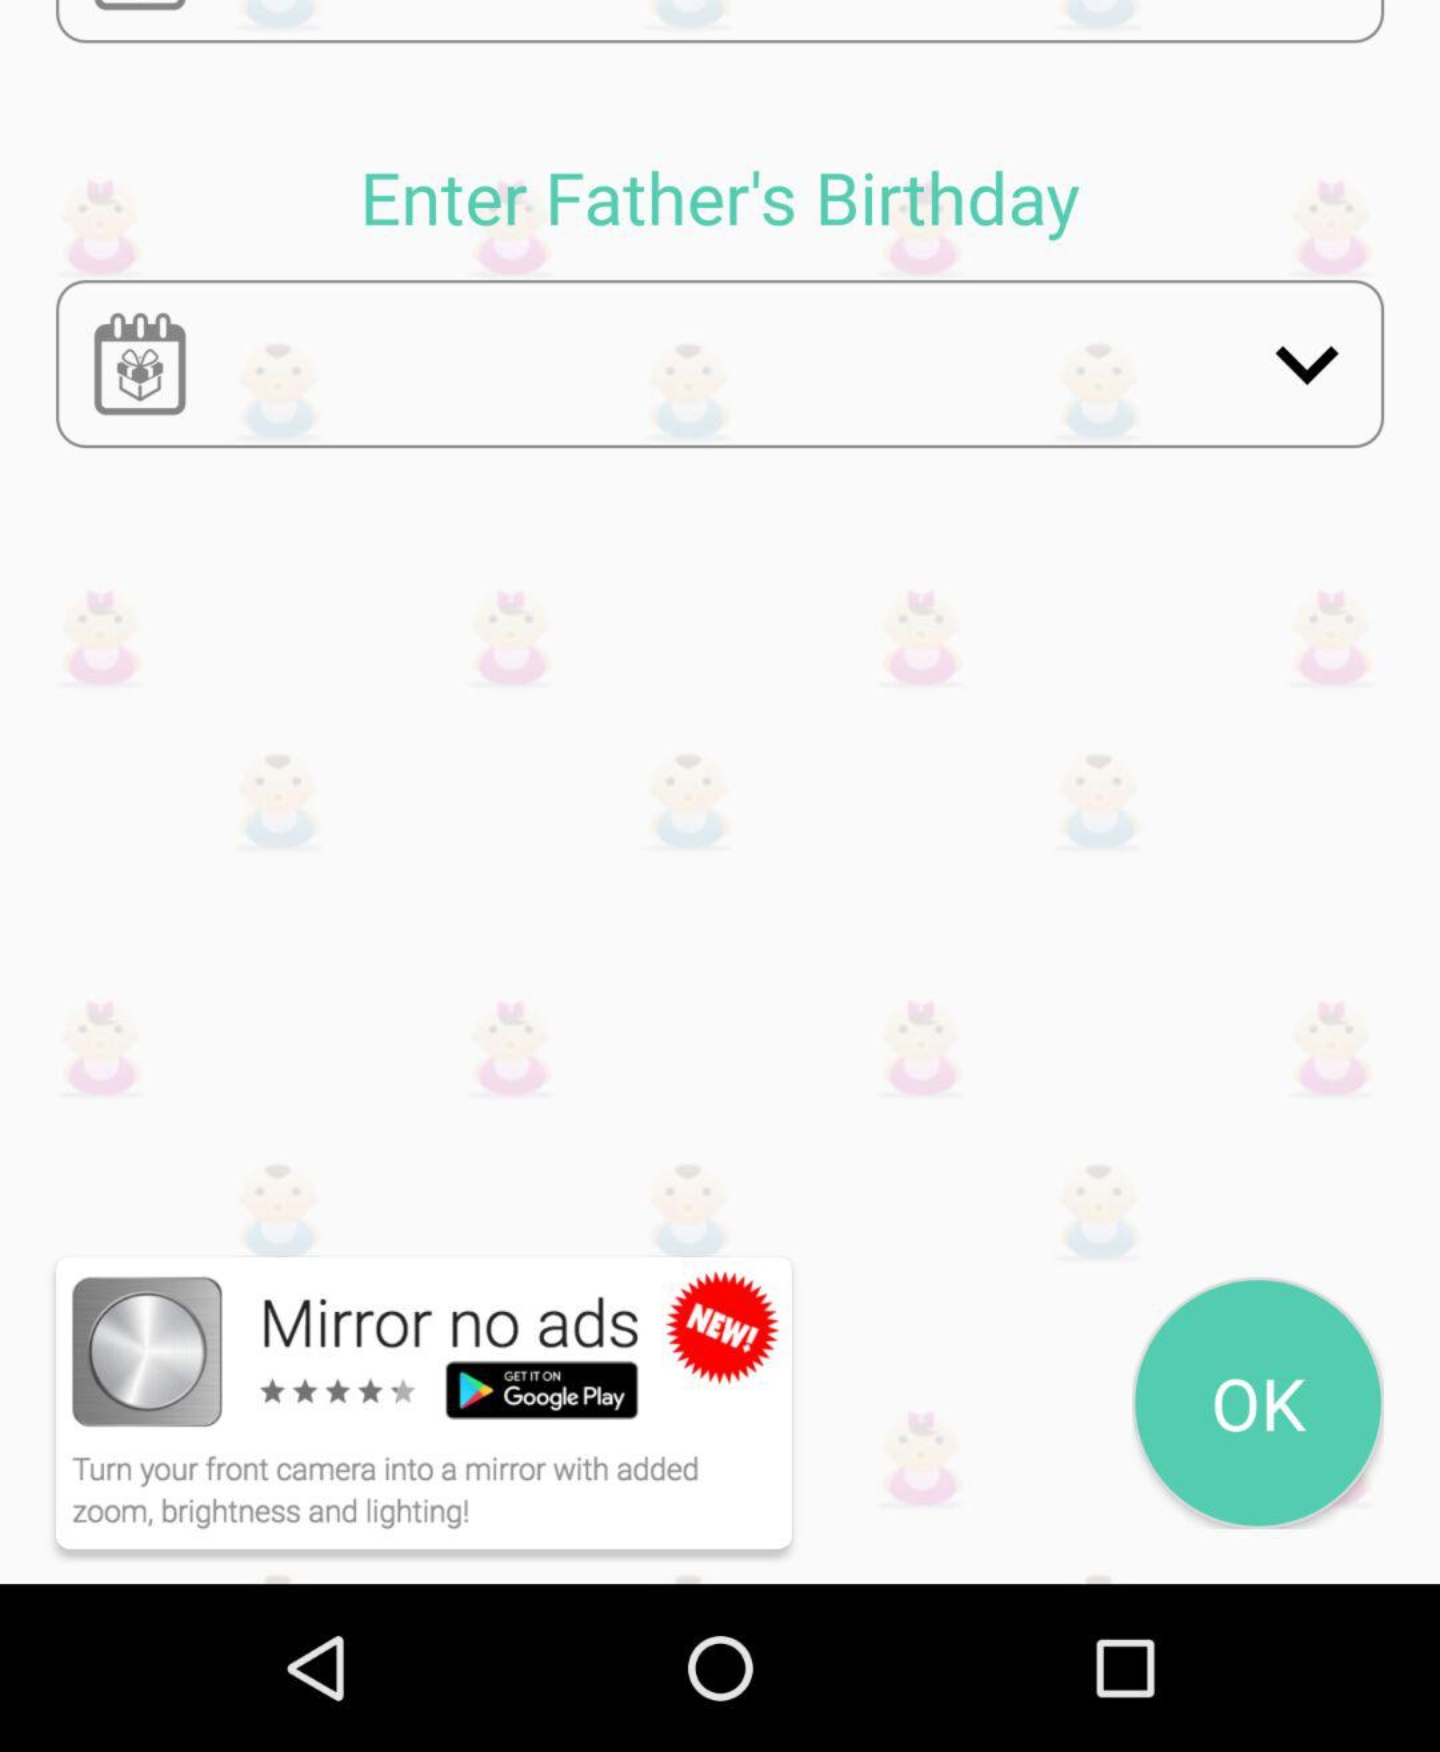 Enter Father's Birthday
Mirror no ads
NEW!
GET IT ON
Google Play
Turn your front camera into a mirror with added
zoom, brightness and lighting!
OK